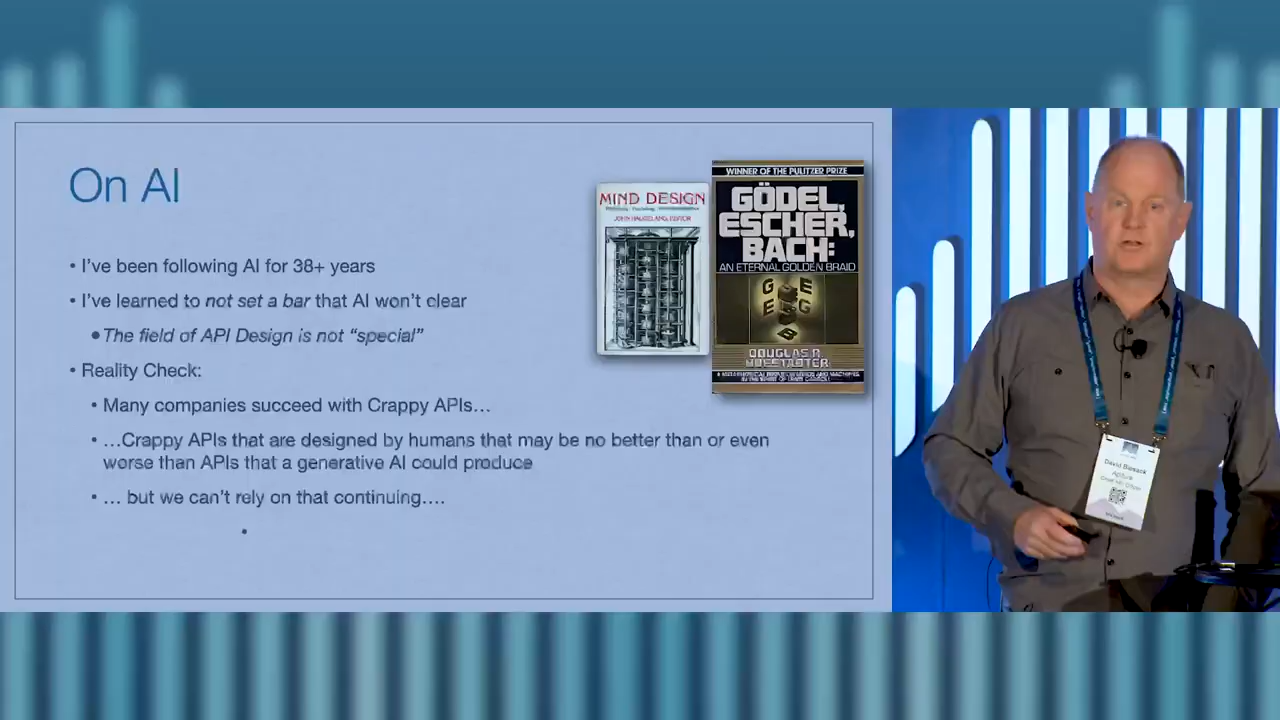 On AI
• I've been following AI for 38+ years
• I've learned to not set a bar that AI won't clear
• The field of API Design is not “special”
• Reality Check:
• Many companies succeed with Crappy APIs…
• …Crappy APIs that are designed by humans that may be no better than or even
worse than APIs that a generative AI could produce
• … but we can't rely on that continuing….
•
MIND DESIGN
JOHN HAUGELAND, EDITOR
WINNER OF THE PULITZER PRIZE
GÖDEL,
ESCHER,
BACH:
AN ETERNAL GOLDEN BRAID
G E
E G
B
DOUGLAS R.
HOFSTADTER
David Biesack
Apiture